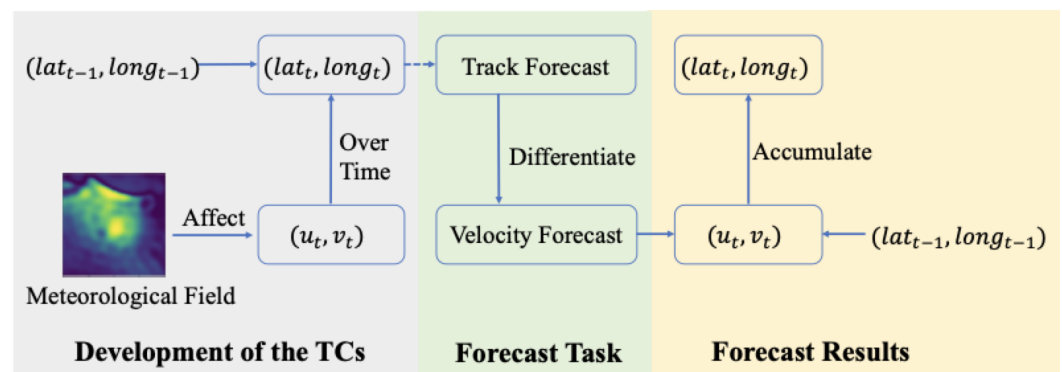 (lat_{t-1}, long_{t-1})
(lat_t, long_t)
Over
Time
Affect
(u_t, v_t)
Meteorological Field
Development of the TCs
Track Forecast
Differentiate
Velocity Forecast
Forecast Task
(lat_t, long_t)
Accumulate
(u_t, v_t)
(lat_{t-1}, long_{t-1})
Forecast Results